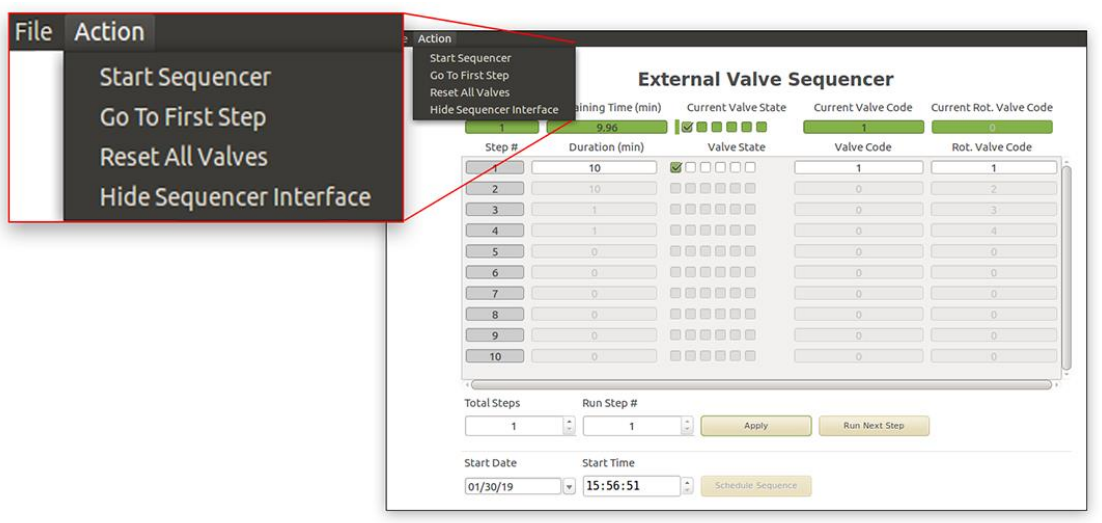 File Action
Start Sequencer
Go To First Step
Reset All Valves
Hide Sequencer Interface
e Action
Start Sequencer
Go To First Step
Reset All Valves
Hide Sequencer Interface
External Valve Sequencer
aining Time (min) Current Valve State Current Valve Code Current Rot. Valve Code
1 9.96 1 0
Step # Duration (min) Valve State Valve Code Rot. Valve Code
1 10 1 1
2 10 0 2
3 1 0 3
4 1 0 4
5 0 0 0
6 0 0 0
7 0 0 0
8 0 0 0
9 0 0 0
10 0 0 0
Total Steps Run Step #
1 1 Apply Run Next Step
Start Date Start Time
01/30/19 15:56:51 Schedule Sequence